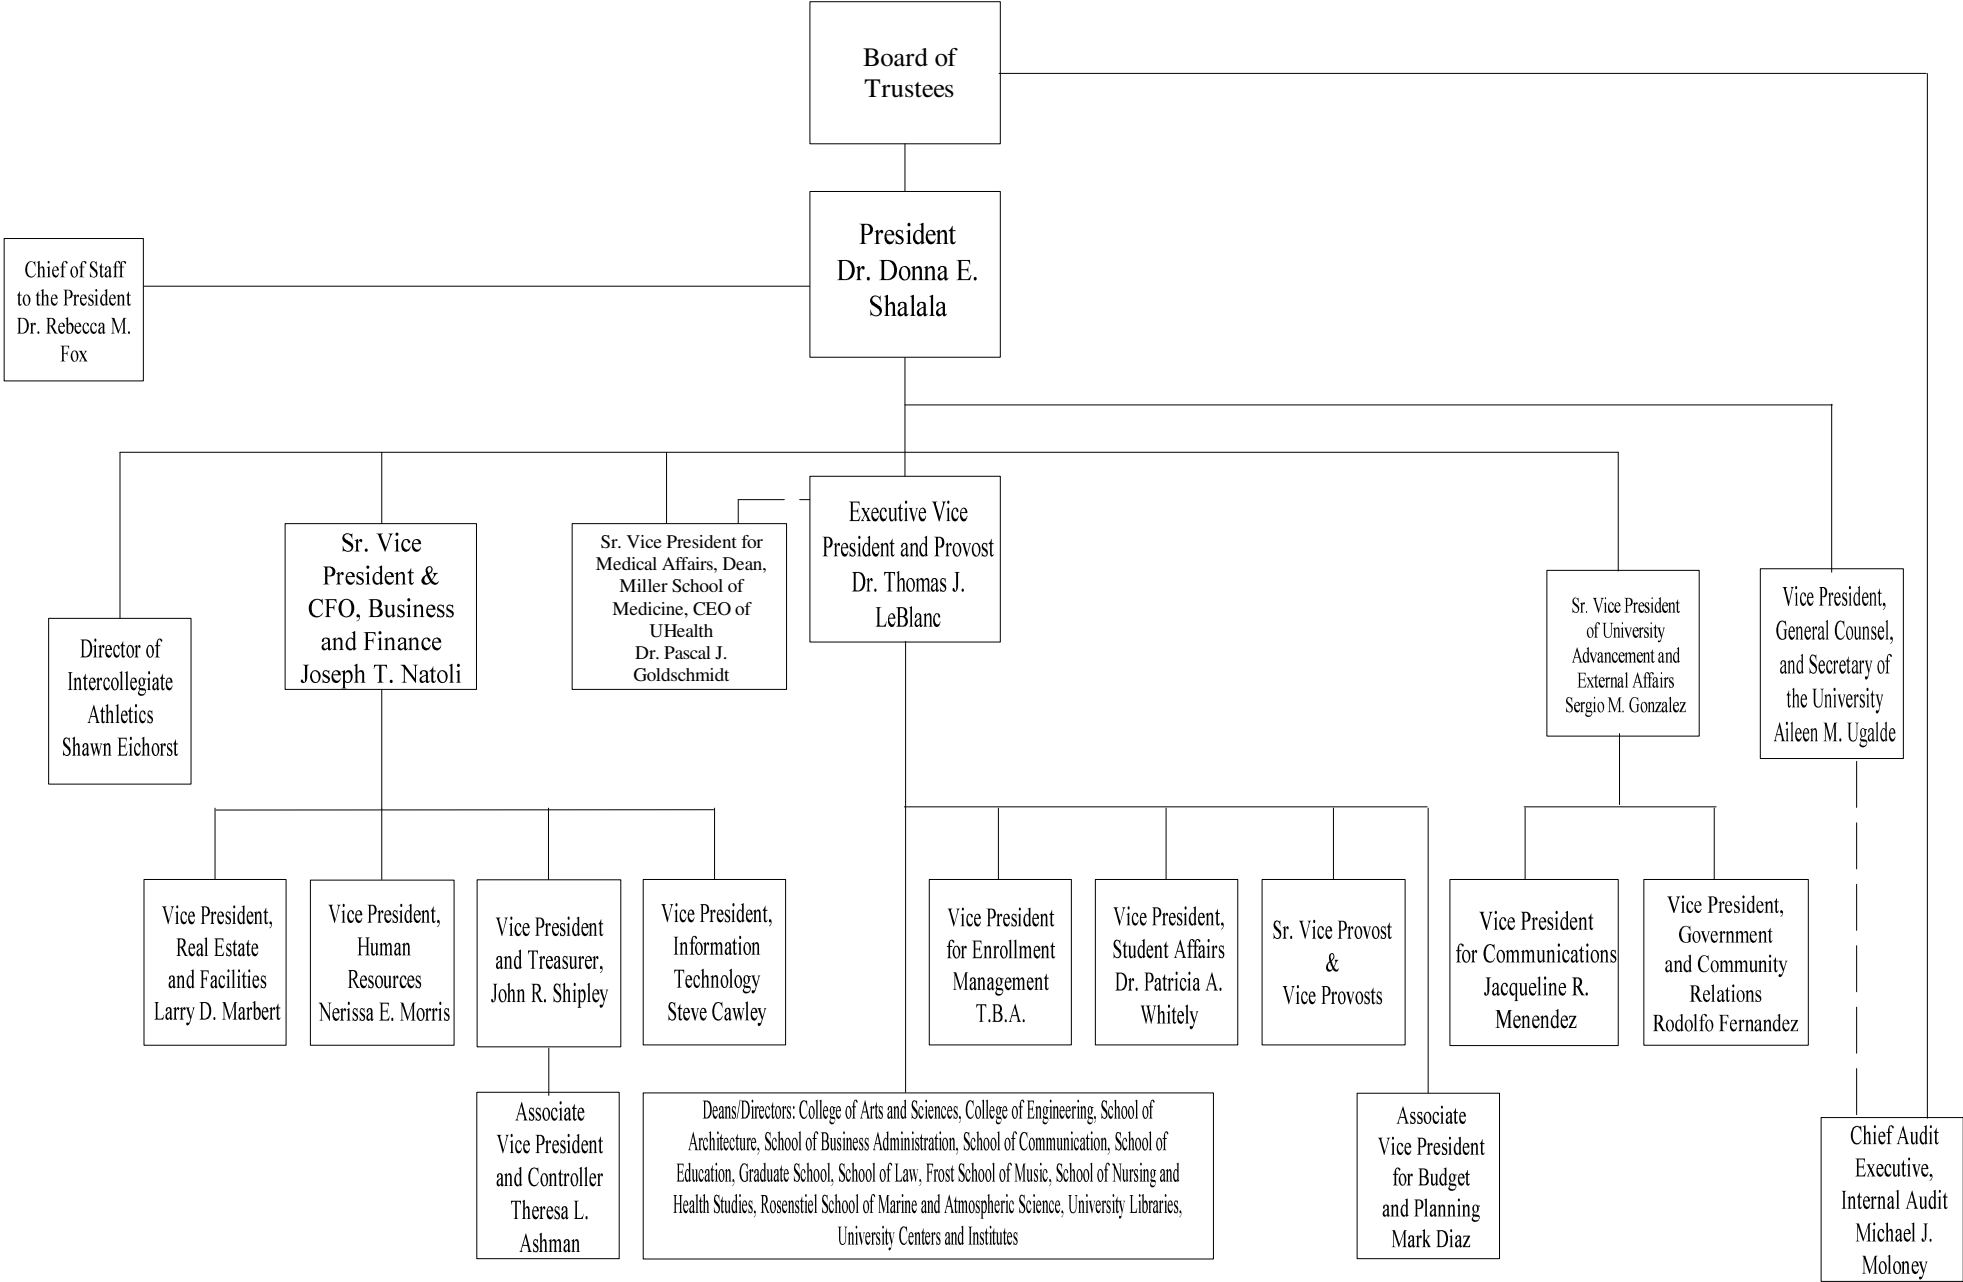 Board of
Trustees
President
Dr. Donna E.
Shalala
Chief of Staff
to the President
Dr. Rebecca M.
Fox
Director of
Intercollegiate
Athletics
Shawn Eichorst
Sr. Vice
President &
CFO, Business
and Finance
Joseph T. Natoli
Sr. Vice President for
Medical Affairs, Dean,
Miller School of
Medicine, CEO of
UHealth
Dr. Pascal J.
Goldschmidt
Executive Vice
President and Provost
Dr. Thomas J.
LeBlanc
Sr. Vice President
of University
Advancement and
External Affairs
Sergio M. Gonzalez
Vice President,
General Counsel,
and Secretary of
the University
Aileen M. Ugalde
Vice President,
Real Estate
and Facilities
Larry D. Marbert
Vice President,
Human
Resources
Nerissa E. Morris
Vice President
and Treasurer,
John R. Shipley
Vice President,
Information
Technology
Steve Cawley
Vice President
for Enrollment
Management
T.B.A.
Vice President,
Student Affairs
Dr. Patricia A.
Whitely
Sr. Vice Provost
&
Vice Provosts
Vice President
for Communications
Jacqueline R.
Menendez
Vice President,
Government
and Community
Relations
Rodolfo Fernandez
Associate
Vice President
and Controller
Theresa L.
Ashman
Deans/Directors: College of Arts and Sciences, College of Engineering, School of
Architecture, School of Business Administration, School of Communication, School of
Education, Graduate School, School of Law, Frost School of Music, School of Nursing and
Health Studies, Rosenstiel School of Marine and Atmospheric Science, University Libraries,
University Centers and Institutes
Associate
Vice President
for Budget
and Planning
Mark Diaz
Chief Audit
Executive,
Internal Audit
Michael J.
Moloney